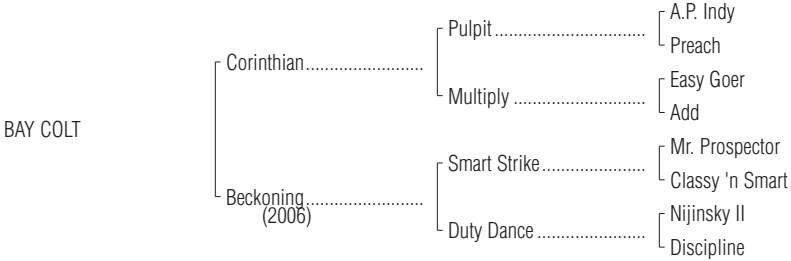 A.P. Indy
Pulpit..................................
Preach
Corinthian..........................
Easy Goer
Multiply ..............................
Add
BAY COLT
Mr. Prospector
Smart Strike.......................
Classy 'n Smart
Beckoning..........................
(2006)
Nijinsky II
Duty Dance ........................
Discipline